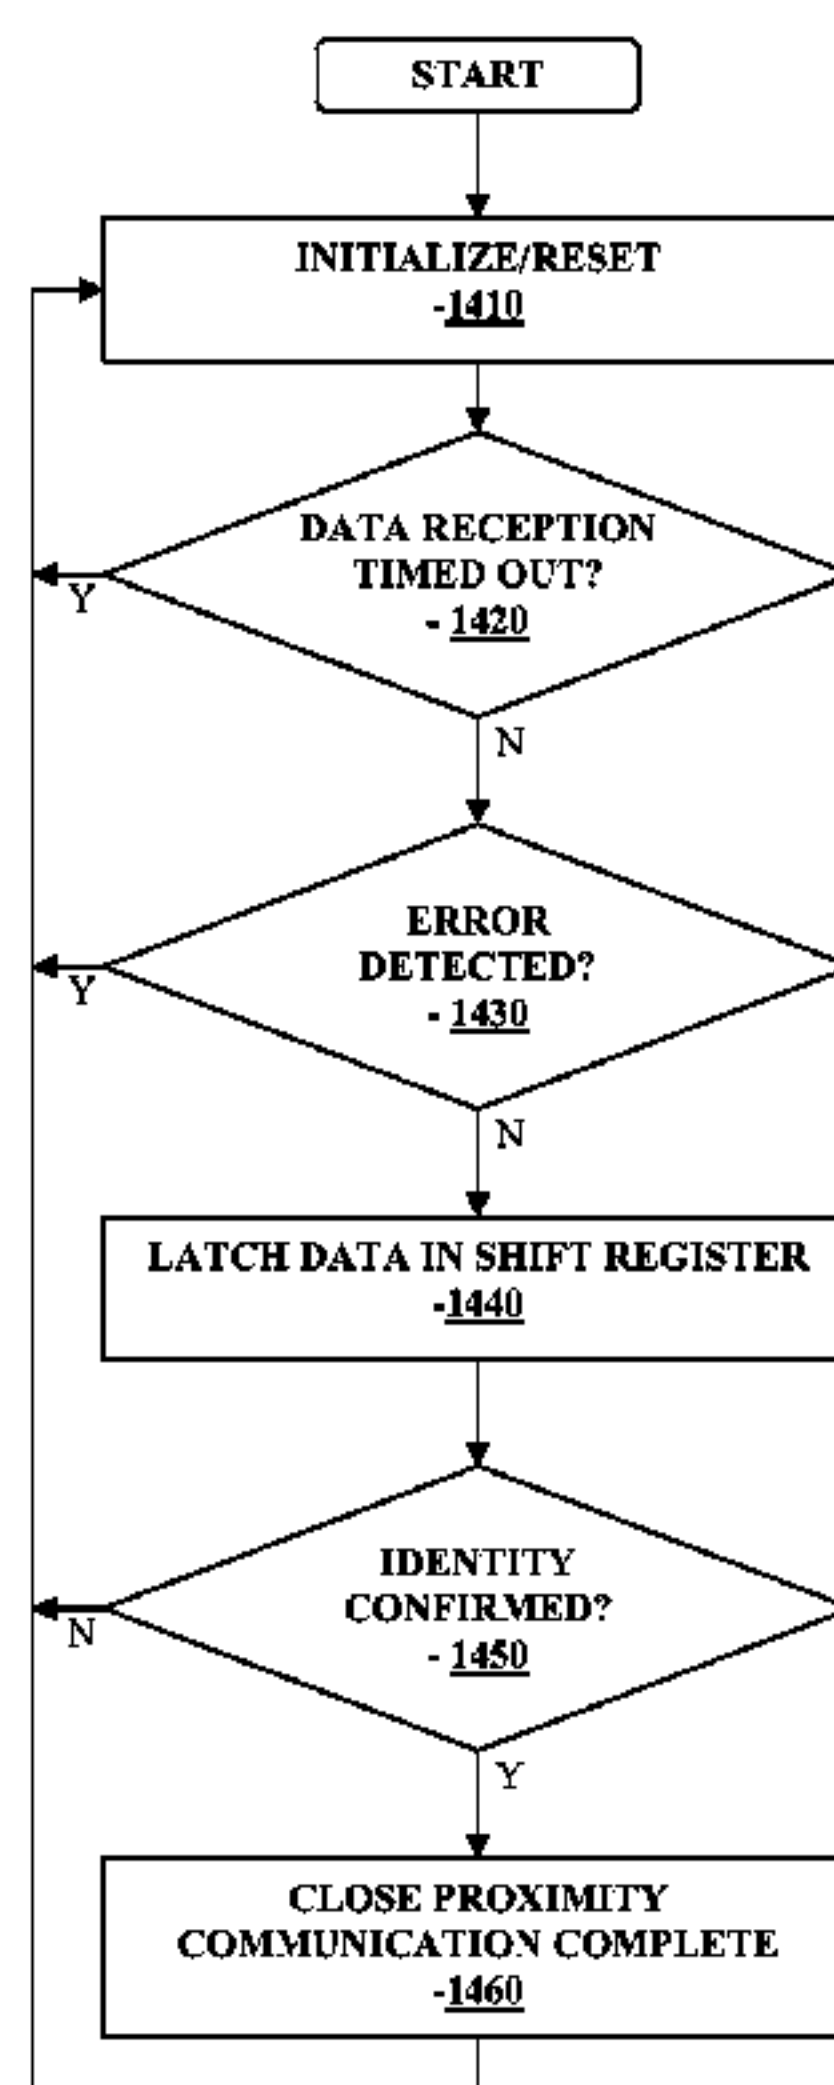 START
INITIALIZE/RESET
-1410
DATA RECEPTION
TIMED OUT?
- 1420
Y
N
ERROR
DETECTED?
- 1430
Y
N
LATCH DATA IN SHIFT REGISTER
-1440
IDENTITY
CONFIRMED?
- 1450
N
Y
CLOSE PROXIMITY
COMMUNICATION COMPLETE
-1460